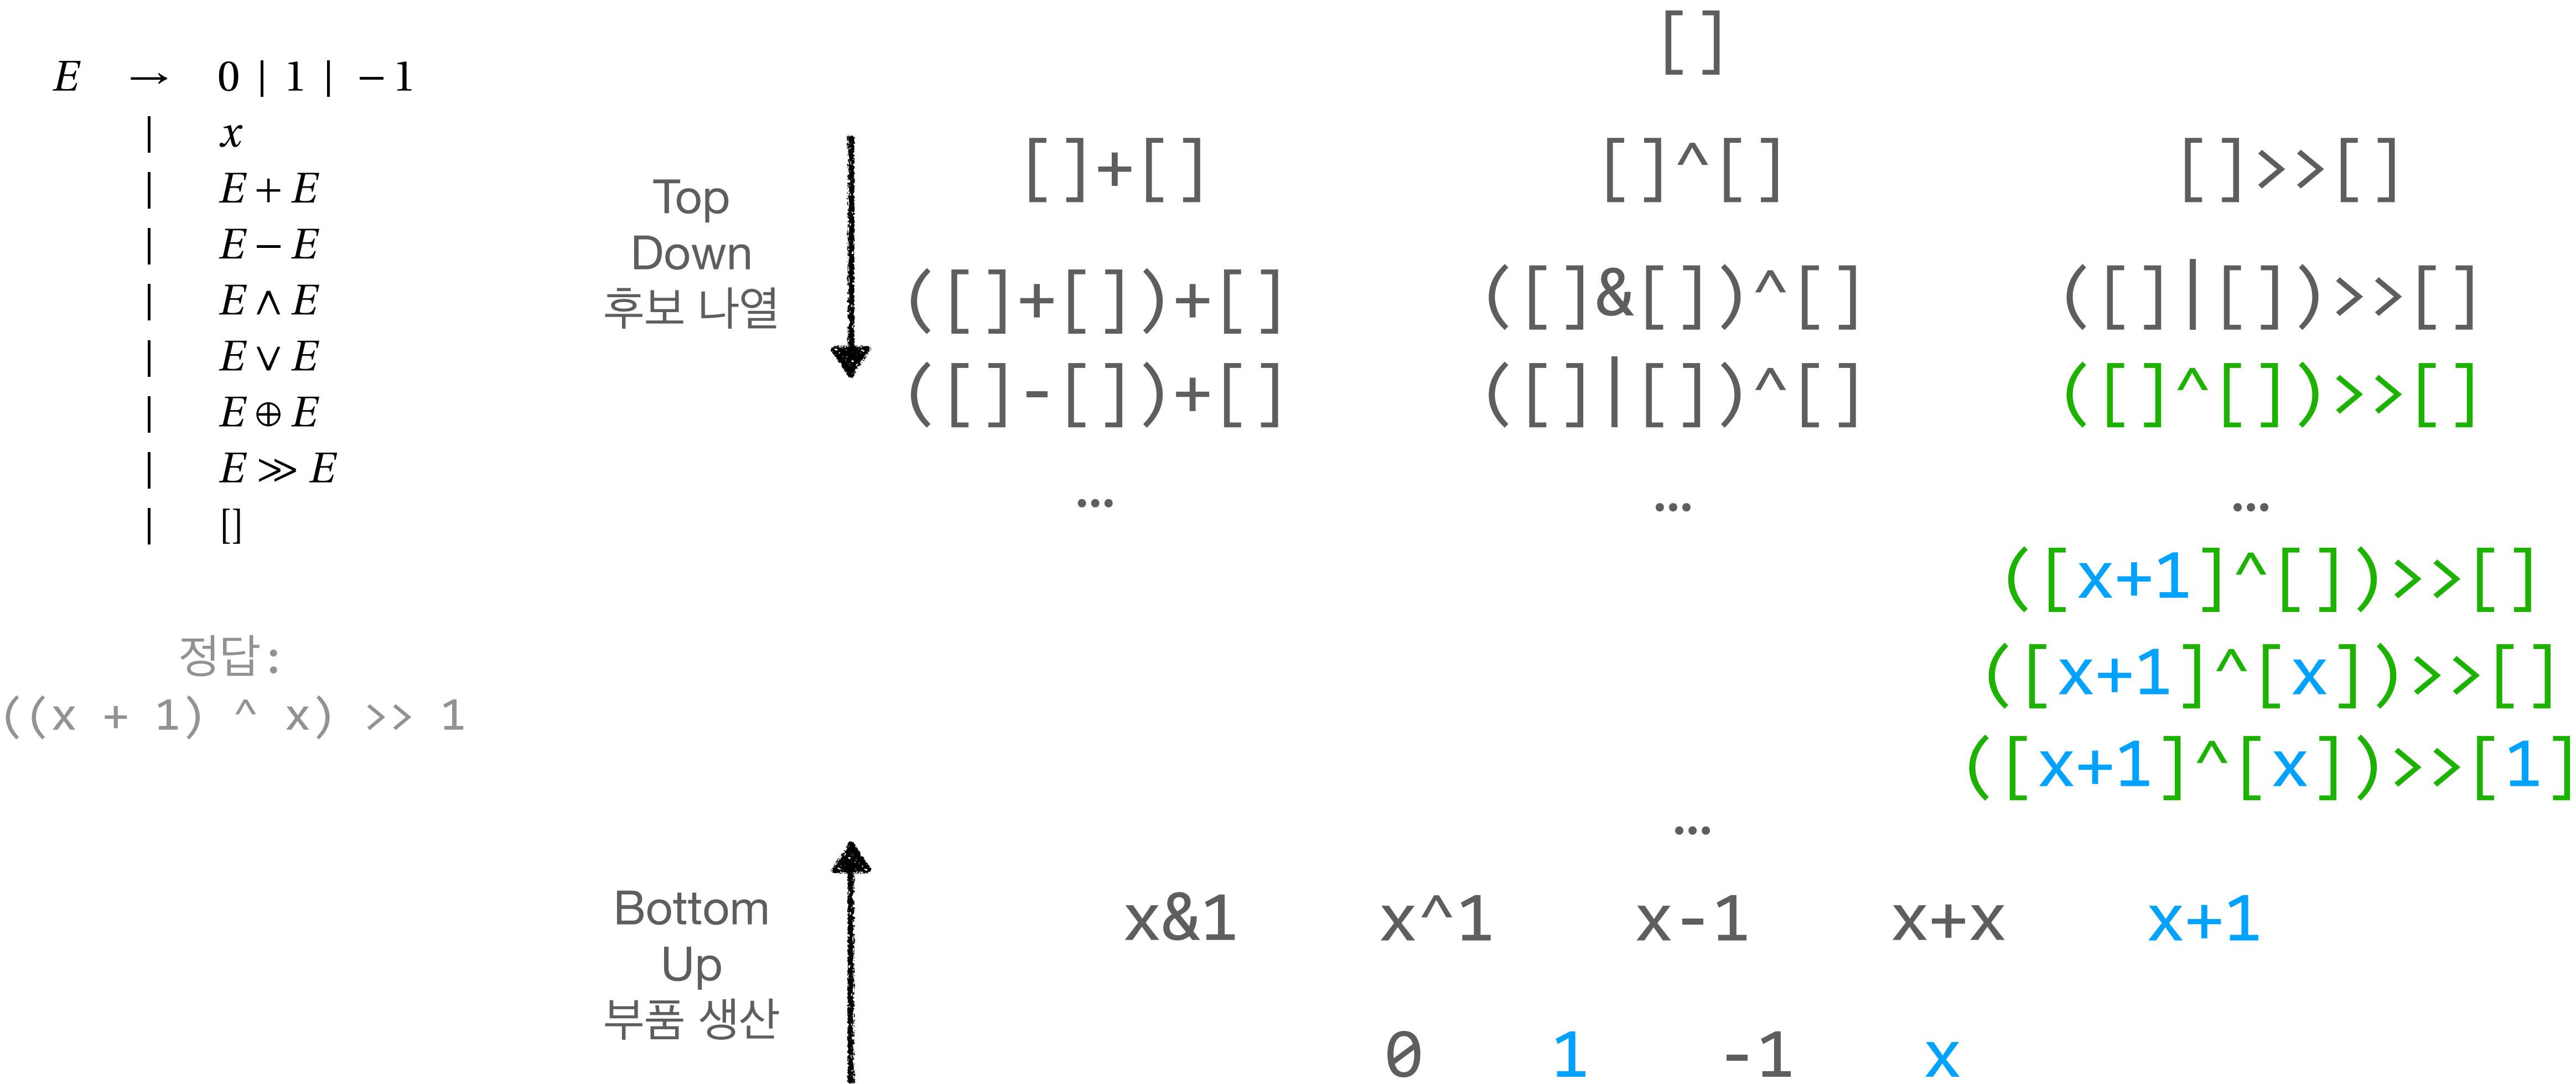 E → 0 | 1 | −1
| x
| E + E
| E − E
| E ∧ E
| E ∨ E
| E ⊕ E
| E ≫ E
| []
정답:
((x + 1) ^ x) >> 1
Top
Down
후보 나열
[]
[]+[] []^[] []>>[]
([]+[])+[] ([]&[])^[] ([]|[])>>[]
([]-[])+[] ([]|[])^[] ([]^[])>>[]
... ... ...
([x+1]^[])>>[]
([x+1]^[x])>>[]
([x+1]^[x])>>[1]
...
Bottom
Up
부품 생산
x&1 x^1 x-1 x+x x+1
0 1 -1 x